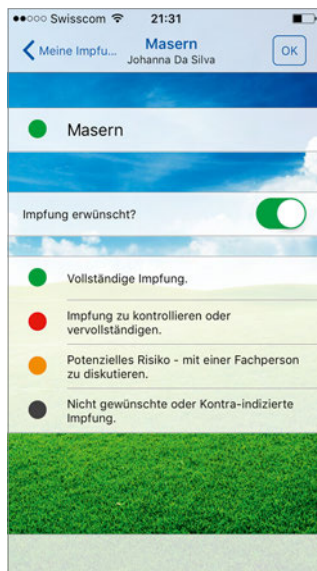 Swisscom 21:31
Meine Impfu... Masern OK
Johanna Da Silva
Masern
Impfung erwünscht?
Vollständige Impfung.
Impfung zu kontrollieren oder
vervollständigen.
Potenzielles Risiko - mit einer Fachperson
zu diskutieren.
Nicht gewünschte oder Kontra-indizierte
Impfung.